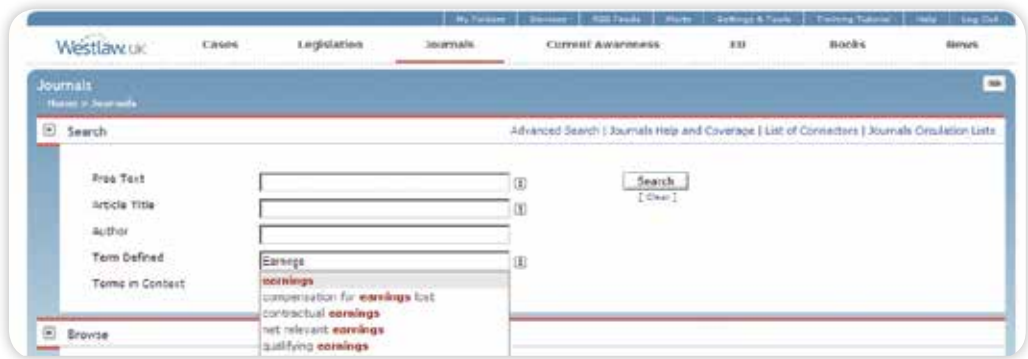 My Folders | Services | RSS Feeds | Alerts | Settings & Tools | Training Tutorial | Help | Log Out
Westlaw.UK Cases Legislation Journals Current Awareness EU Books News
Journals
Home > Journals
Search Advanced Search | Journals Help and Coverage | List of Connectors | Journals Circulation Lists
Free Text Search
[ Clear ]
Article Title
Author
Term Defined Earnings
Terms in Context earnings
compensation for earnings lost
contractual earnings
net relevant earnings
Browse qualifying earnings